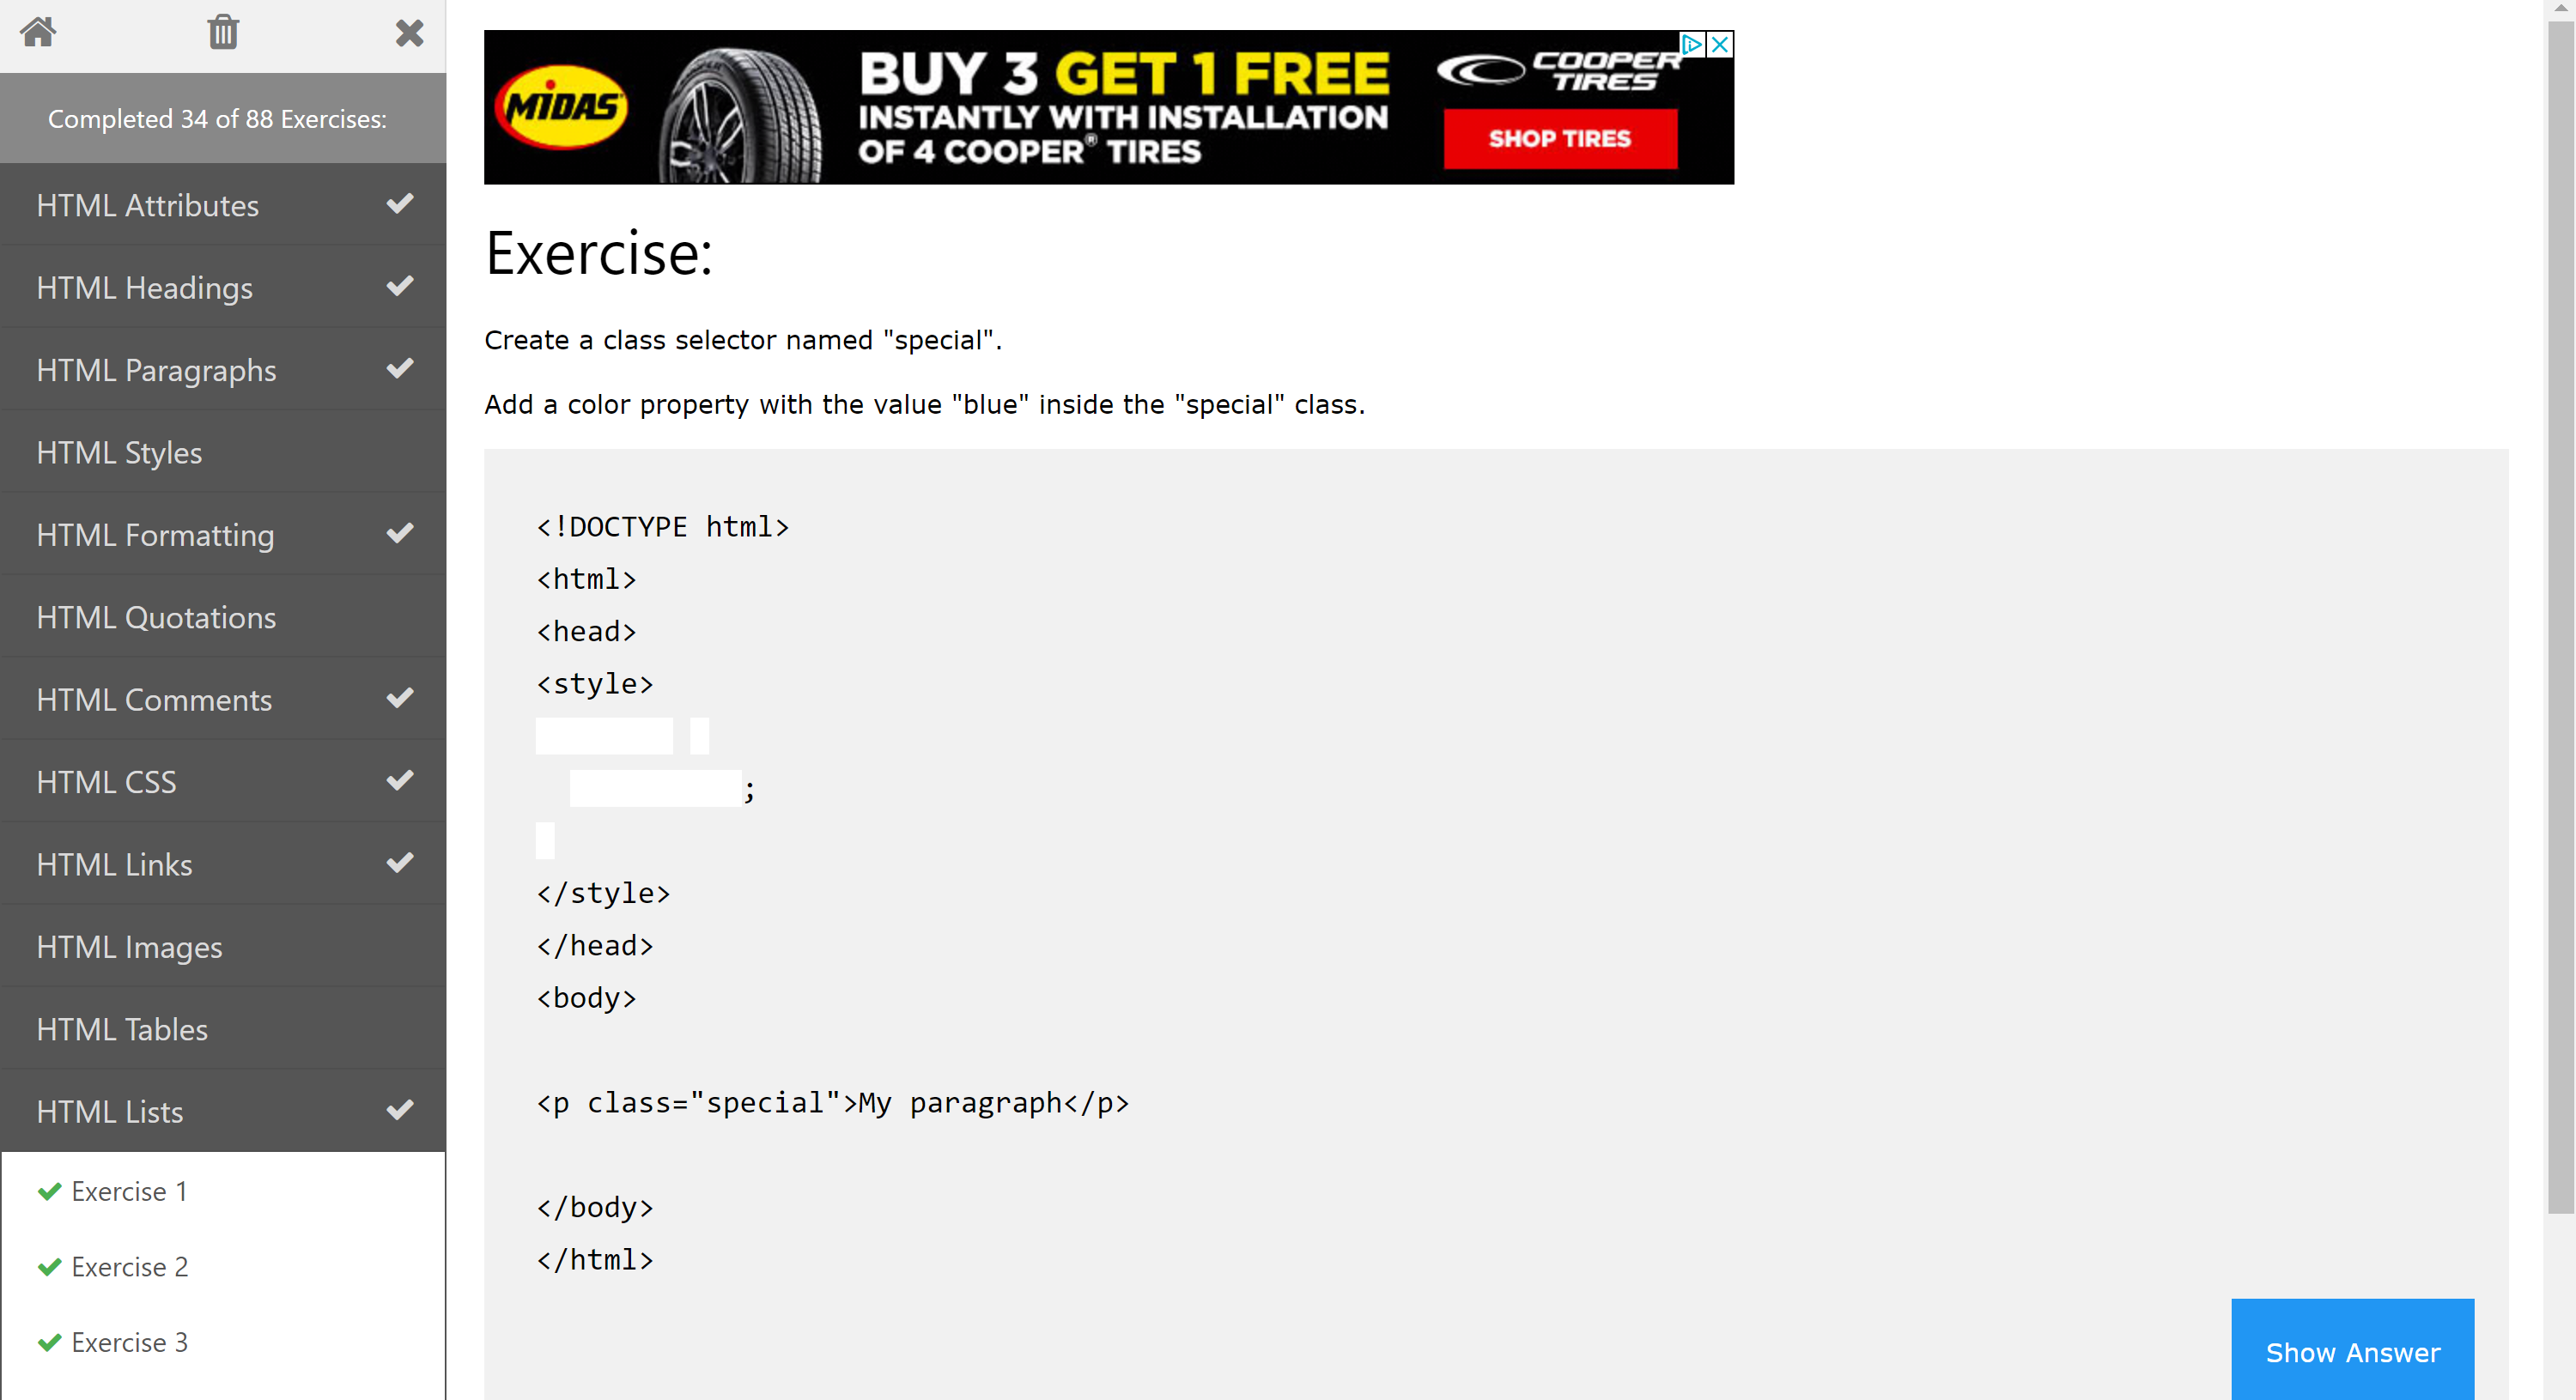 Completed 34 of 88 Exercises:
HTML Attributes
HTML Headings
HTML Paragraphs
HTML Styles
HTML Formatting
HTML Quotations
HTML Comments
HTML CSS
HTML Links
HTML Images
HTML Tables
HTML Lists
Exercise 1
Exercise 2
Exercise 3
MIDAS
BUY 3 GET 1 FREE
INSTANTLY WITH INSTALLATION
OF 4 COOPER® TIRES
COOPER
TIRES
SHOP TIRES
Exercise:
Create a class selector named "special".
Add a color property with the value "blue" inside the "special" class.
<!DOCTYPE html>
<html>
<head>
<style>
;
</style>
</head>
<body>
<p class="special">My paragraph</p>
</body>
</html>
Show Answer